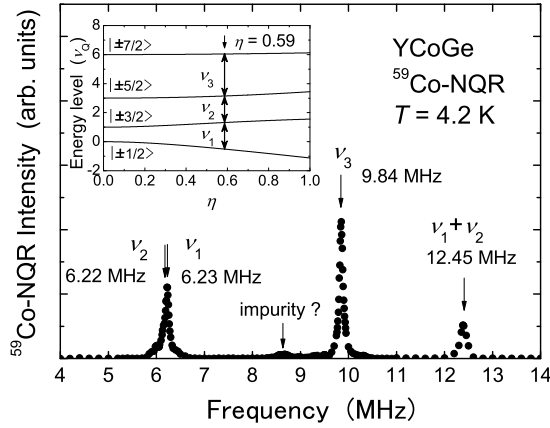 ⁵⁹Co-NQR Intensity (arb. units)
Energy level (ν_Q)
8
6
4
2
0
|±7/2>
|±5/2>
|±3/2>
|±1/2>
η = 0.59
ν₃
ν₂
ν₁
0.0 0.2 0.4 0.6 0.8 1.0
η
YCoGe
⁵⁹Co-NQR
T = 4.2 K
ν₃
9.84 MHz
ν₁+ν₂
12.45 MHz
ν₂ ν₁
6.22 MHz 6.23 MHz
impurity ?
4 5 6 7 8 9 10 11 12 13 14
Frequency (MHz)